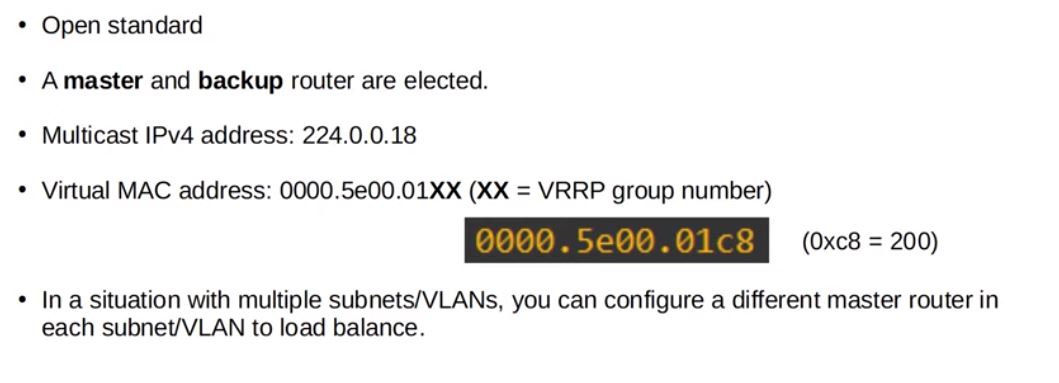 • Open standard
• A master and backup router are elected.
• Multicast IPv4 address: 224.0.0.18
• Virtual MAC address: 0000.5e00.01XX (XX = VRRP group number)
0000.5e00.01c8 (0xc8 = 200)
• In a situation with multiple subnets/VLANs, you can configure a different master router in
each subnet/VLAN to load balance.